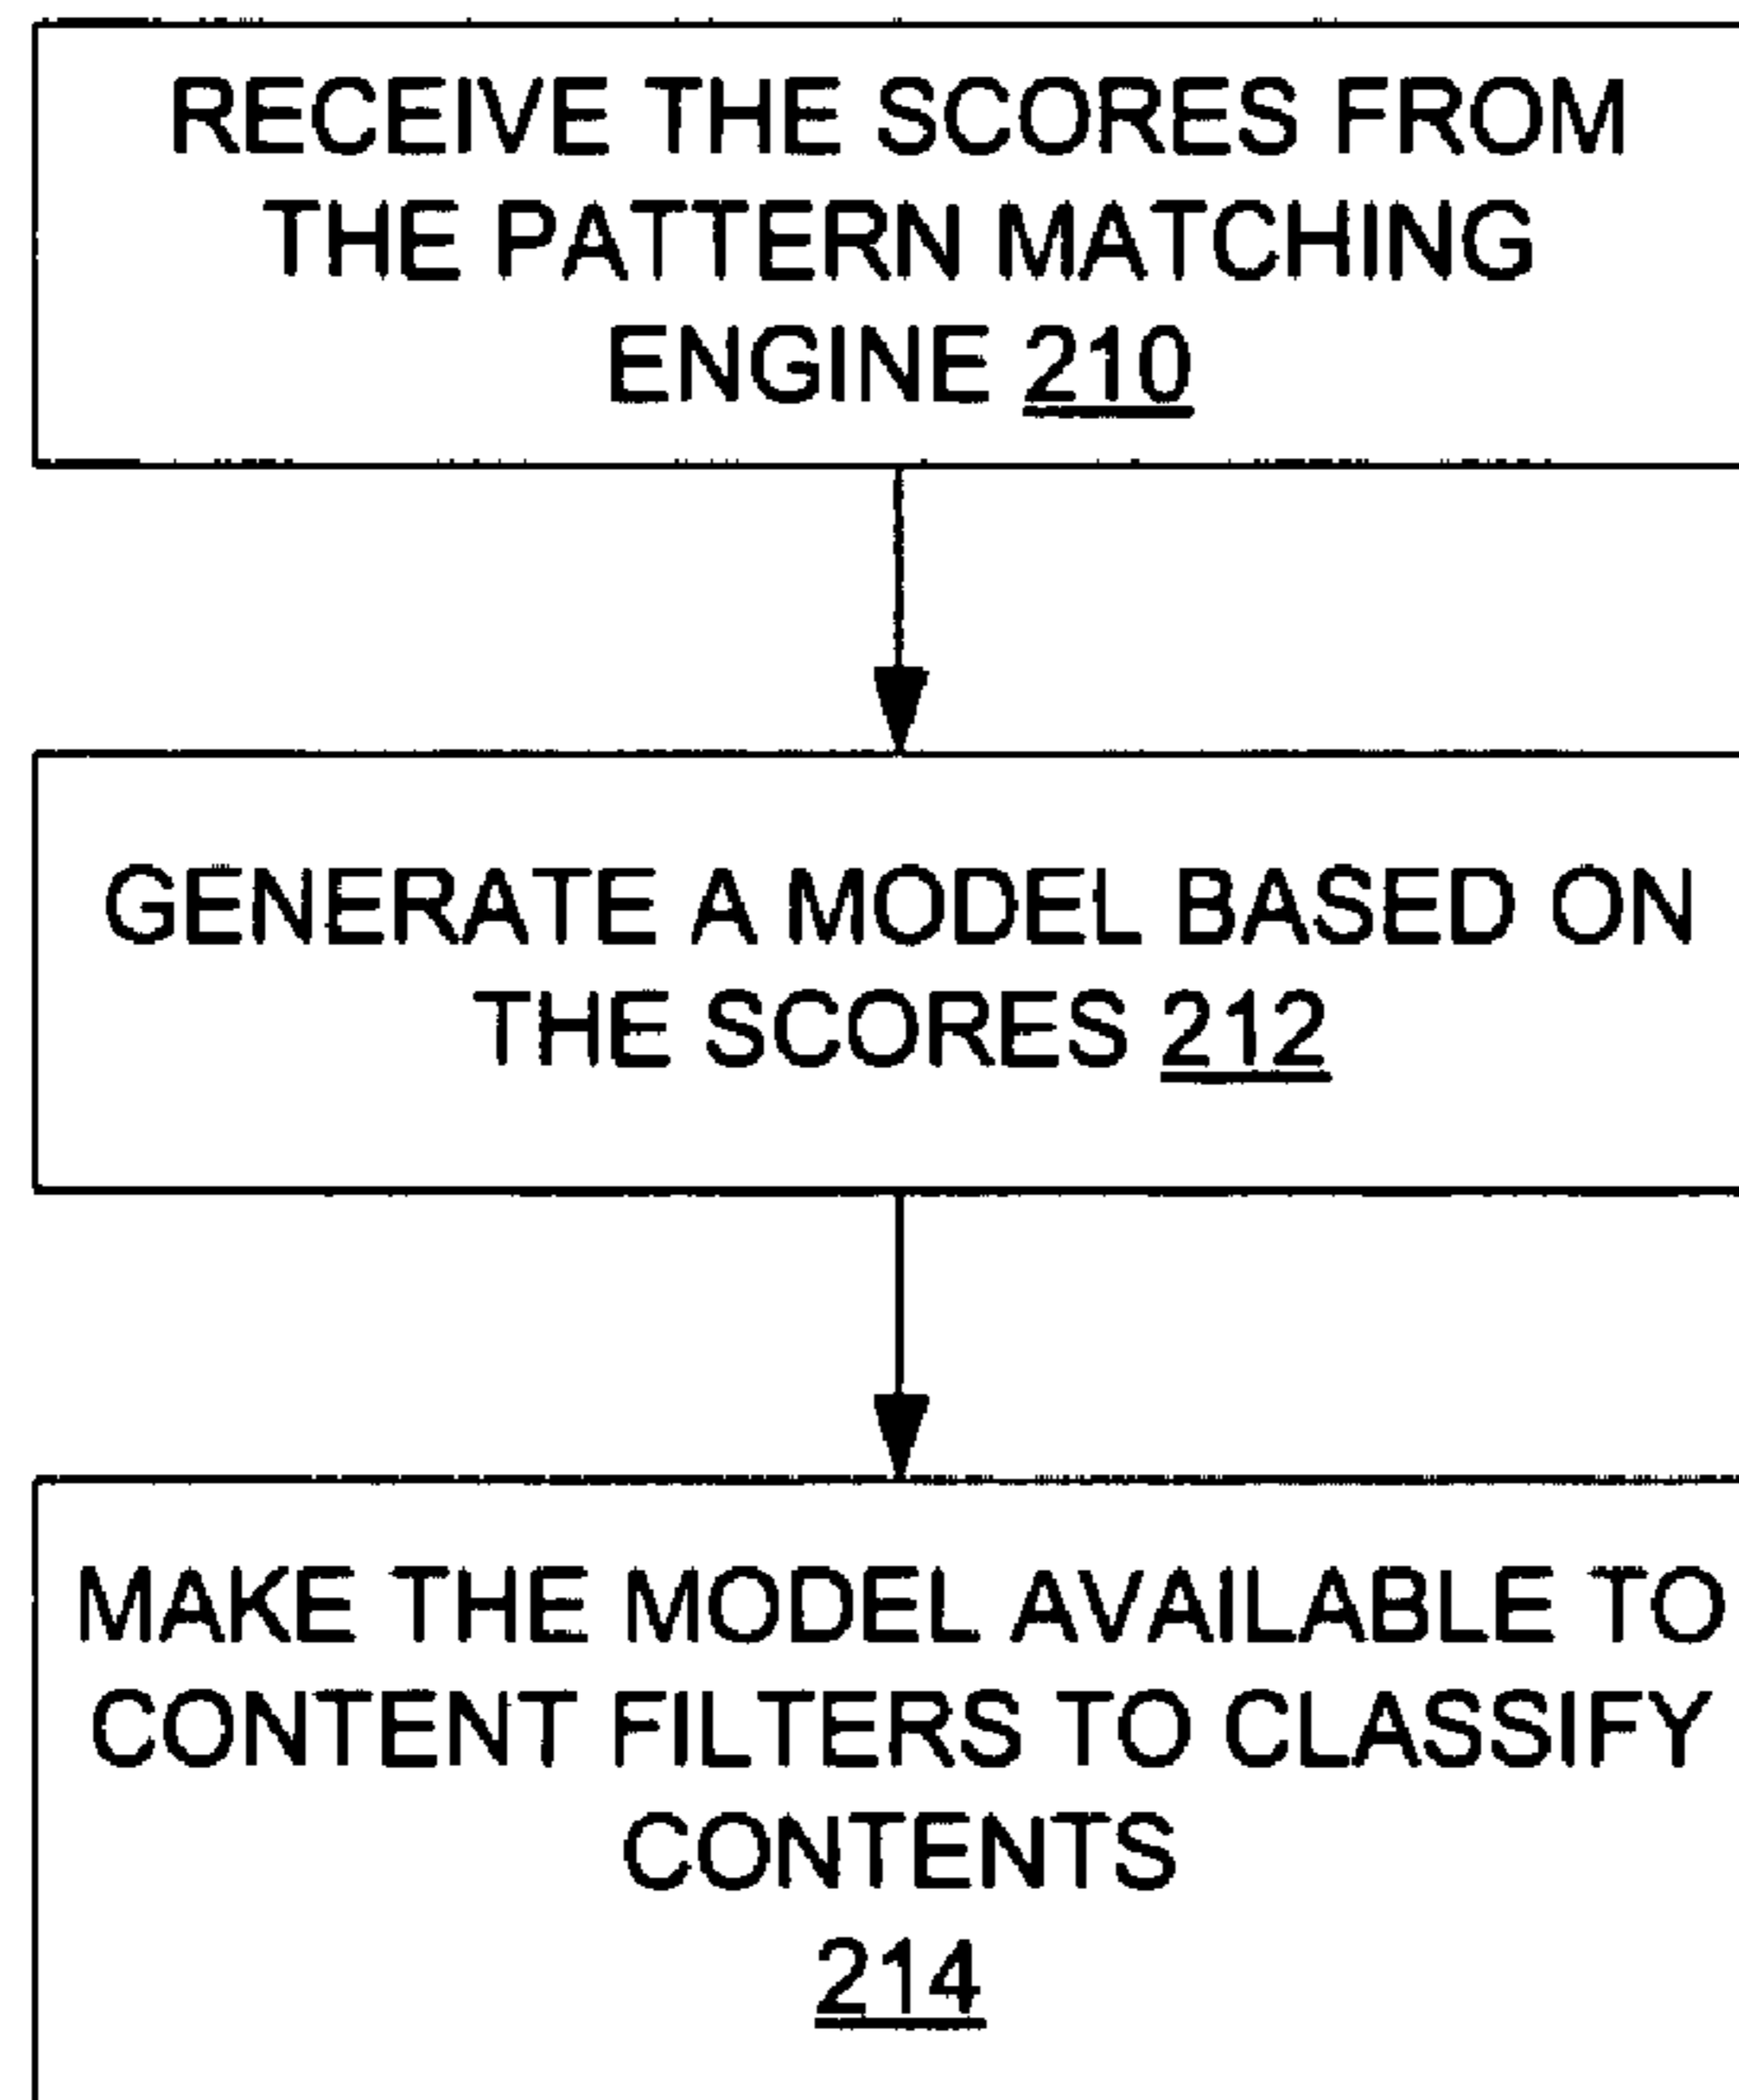 RECEIVE THE SCORES FROM
THE PATTERN MATCHING
ENGINE 210
GENERATE A MODEL BASED ON
THE SCORES 212
MAKE THE MODEL AVAILABLE TO
CONTENT FILTERS TO CLASSIFY
CONTENTS
214